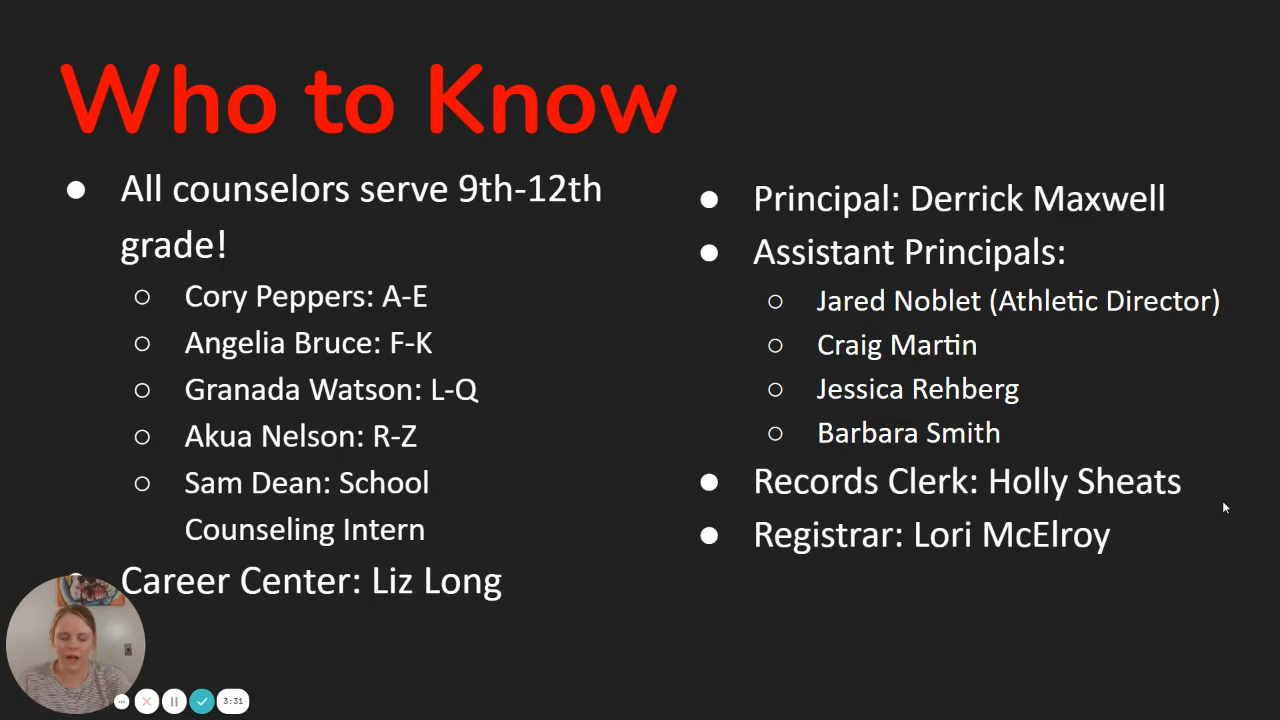 Who to Know
● All counselors serve 9th-12th
grade!
○ Cory Peppers: A-E
○ Angelia Bruce: F-K
○ Granada Watson: L-Q
○ Akua Nelson: R-Z
○ Sam Dean: School
Counseling Intern
● Career Center: Liz Long
● Principal: Derrick Maxwell
● Assistant Principals:
○ Jared Noblet (Athletic Director)
○ Craig Martin
○ Jessica Rehberg
○ Barbara Smith
● Records Clerk: Holly Sheats
● Registrar: Lori McElroy
3:31